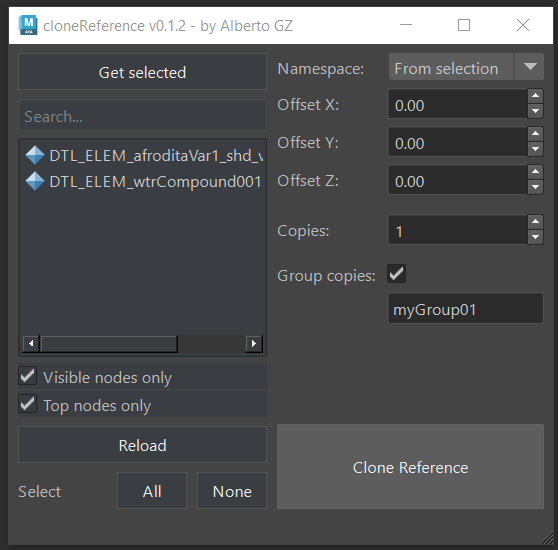 cloneReference v0.1.2 - by Alberto GZ
Get selected
Search...
DTL_ELEM_afroditaVar1_shd_v
DTL_ELEM_wtrCompound001
Visible nodes only
Top nodes only
Reload
Select
All
None
Namespace:
From selection
Offset X:
0.00
Offset Y:
0.00
Offset Z:
0.00
Copies:
1
Group copies:
myGroup01
Clone Reference